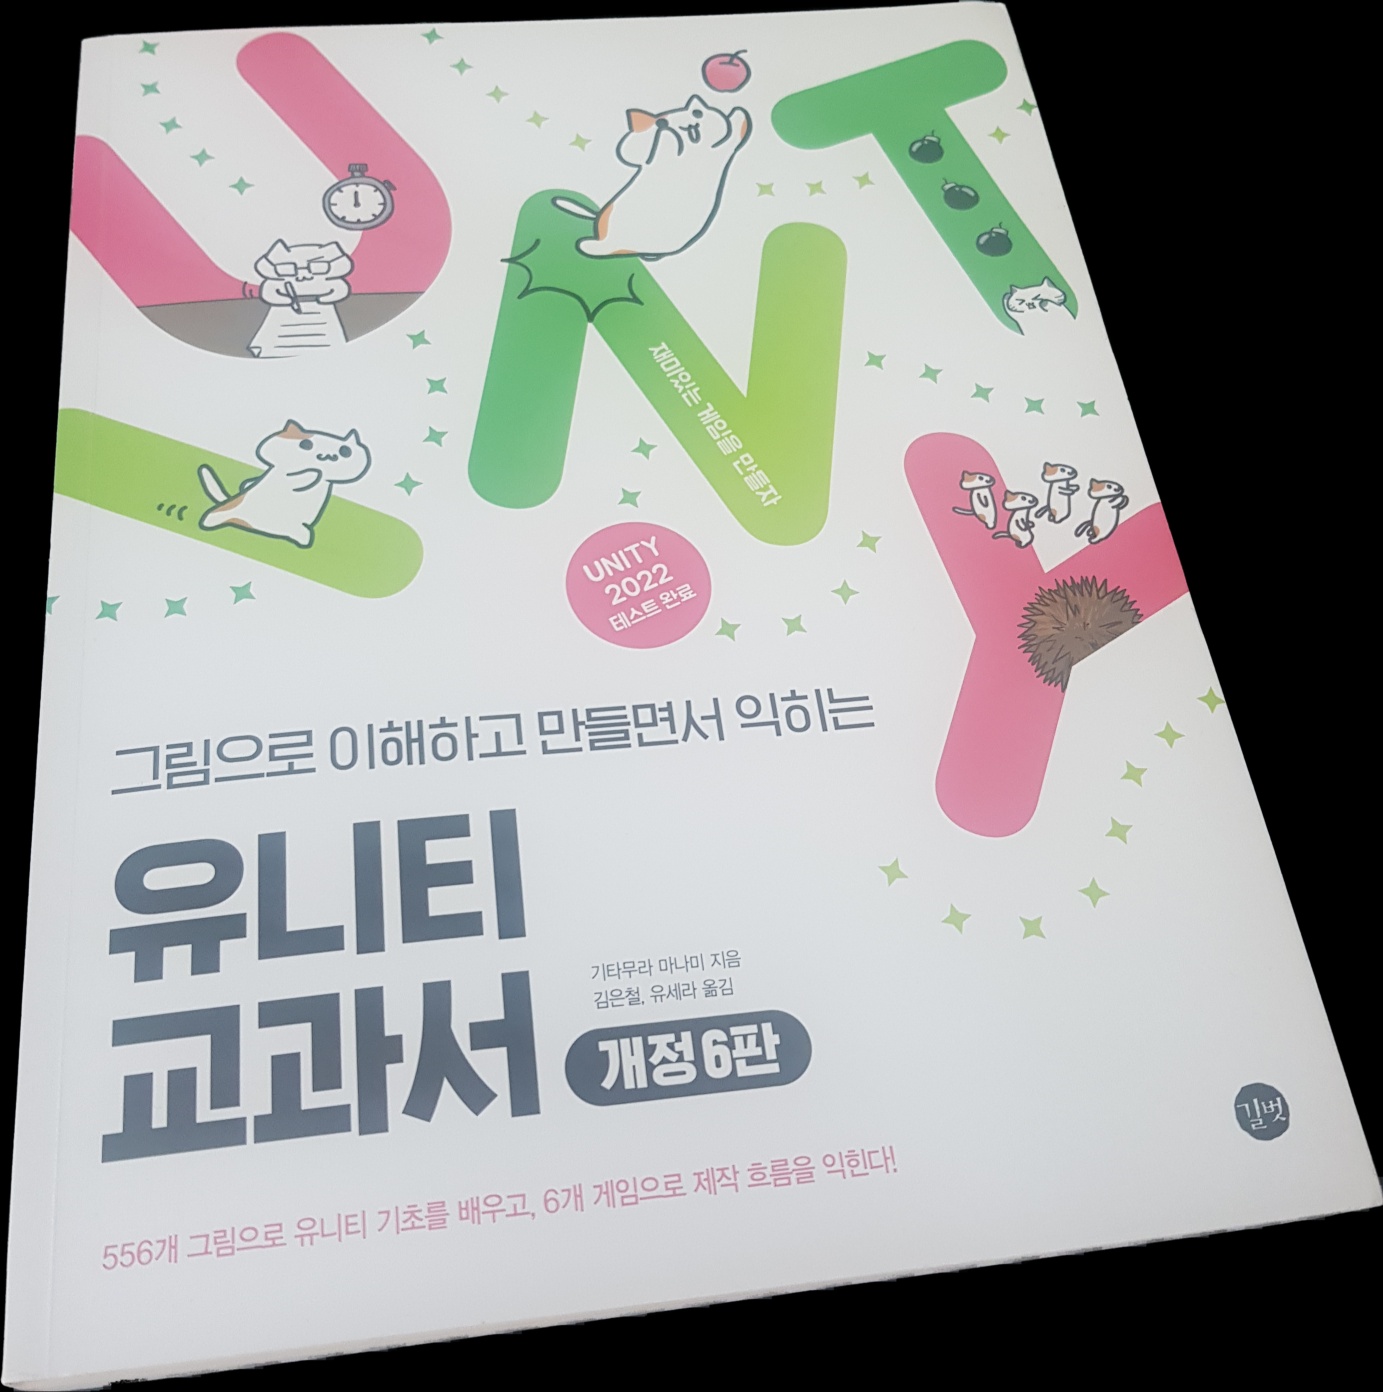 UNITY
재미있는 게임을 만들자
UNITY
2022
테스트 완료
그림으로 이해하고 만들면서 익히는
유니티
교과서
기타무라 마나미 지음
김은철, 유세라 옮김
개정 6판
길벗
556개 그림으로 유니티 기초를 배우고, 6개 게임으로 제작 흐름을 익힌다!